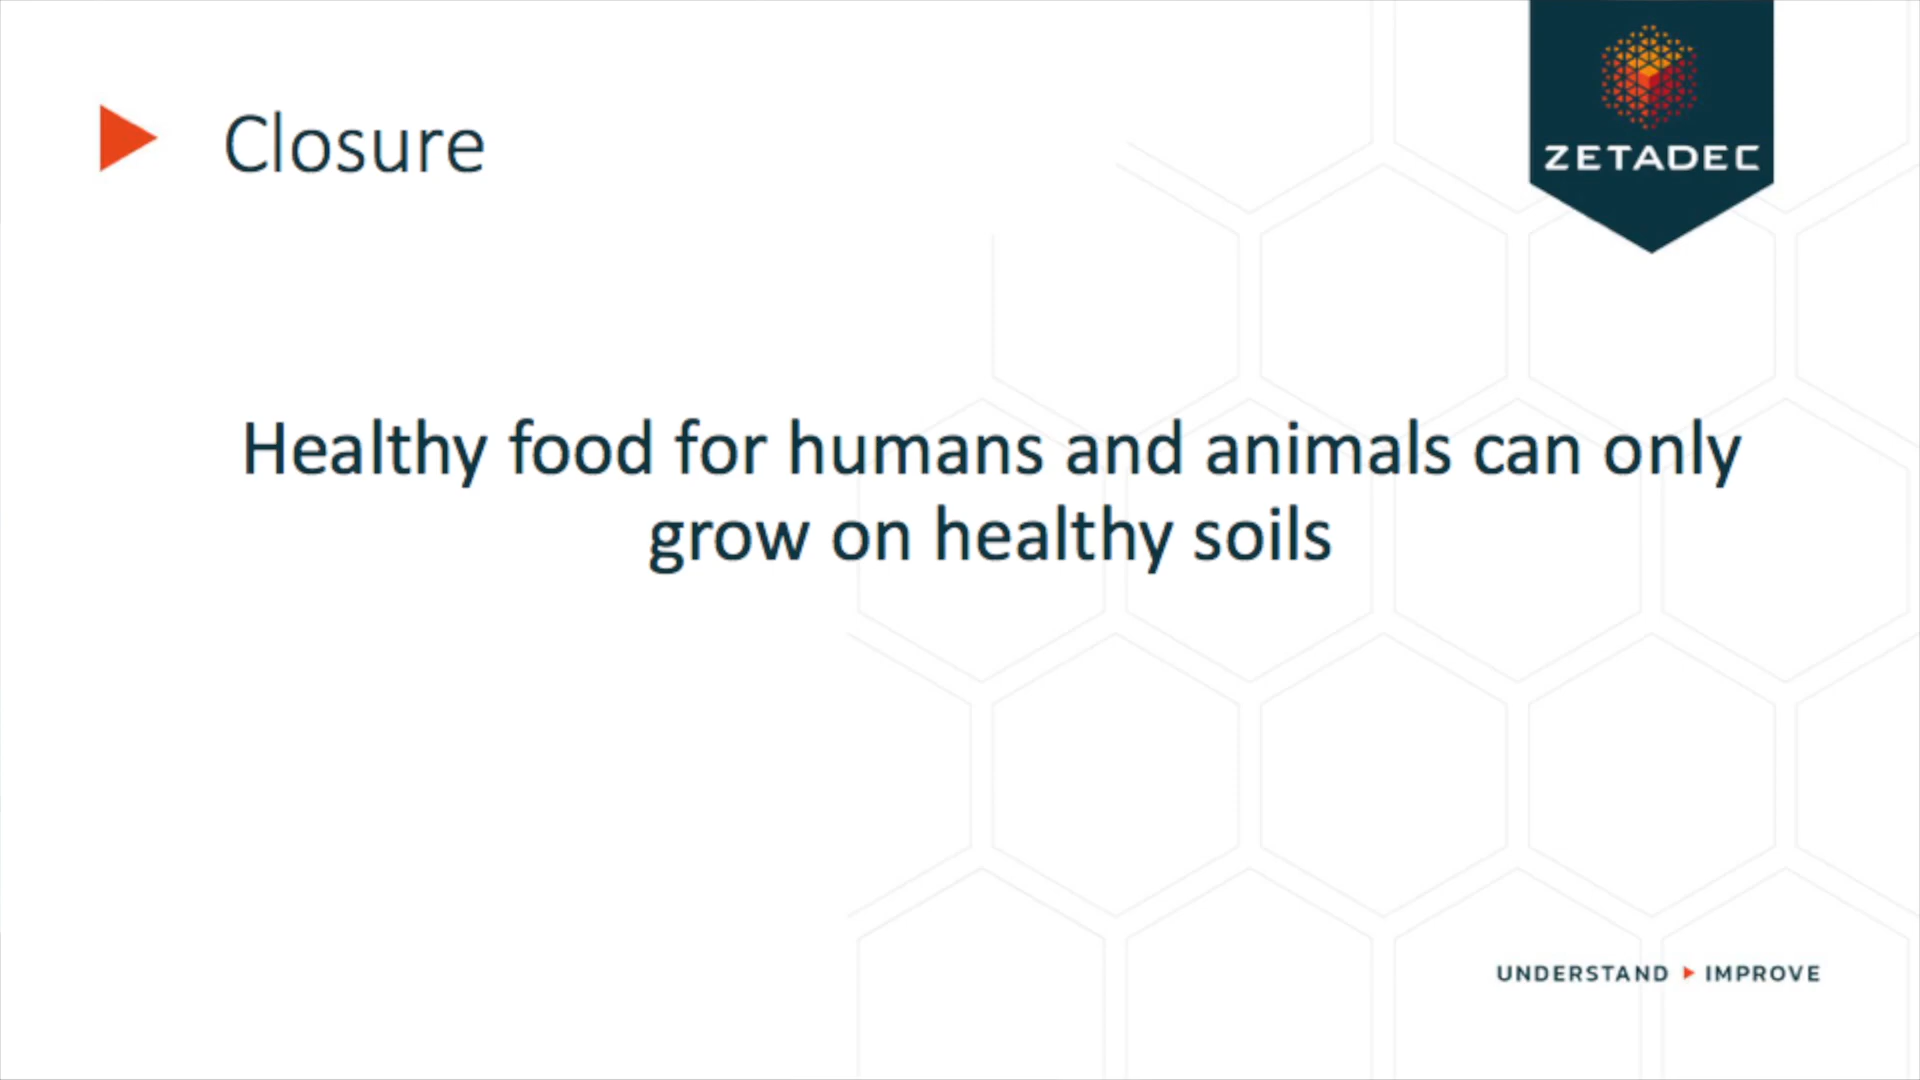 Closure
ZETADEC
Healthy food for humans and animals can only
grow on healthy soils
UNDERSTAND ▶ IMPROVE